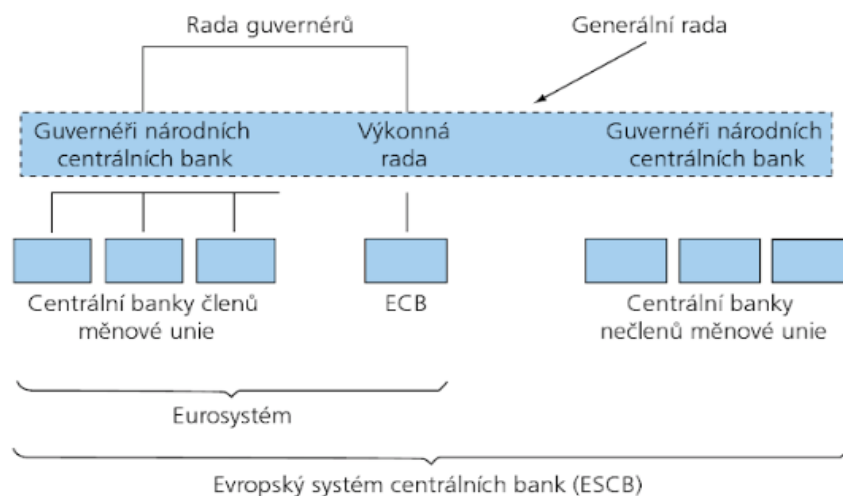 Rada guvernérů
Generální rada
Guvernéři národních
centrálních bank
Výkonná
rada
Guvernéři národních
centrálních bank
Centrální banky členů
měnové unie
ECB
Centrální banky
nečlenů měnové unie
Eurosystém
Evropský systém centrálních bank (ESCB)